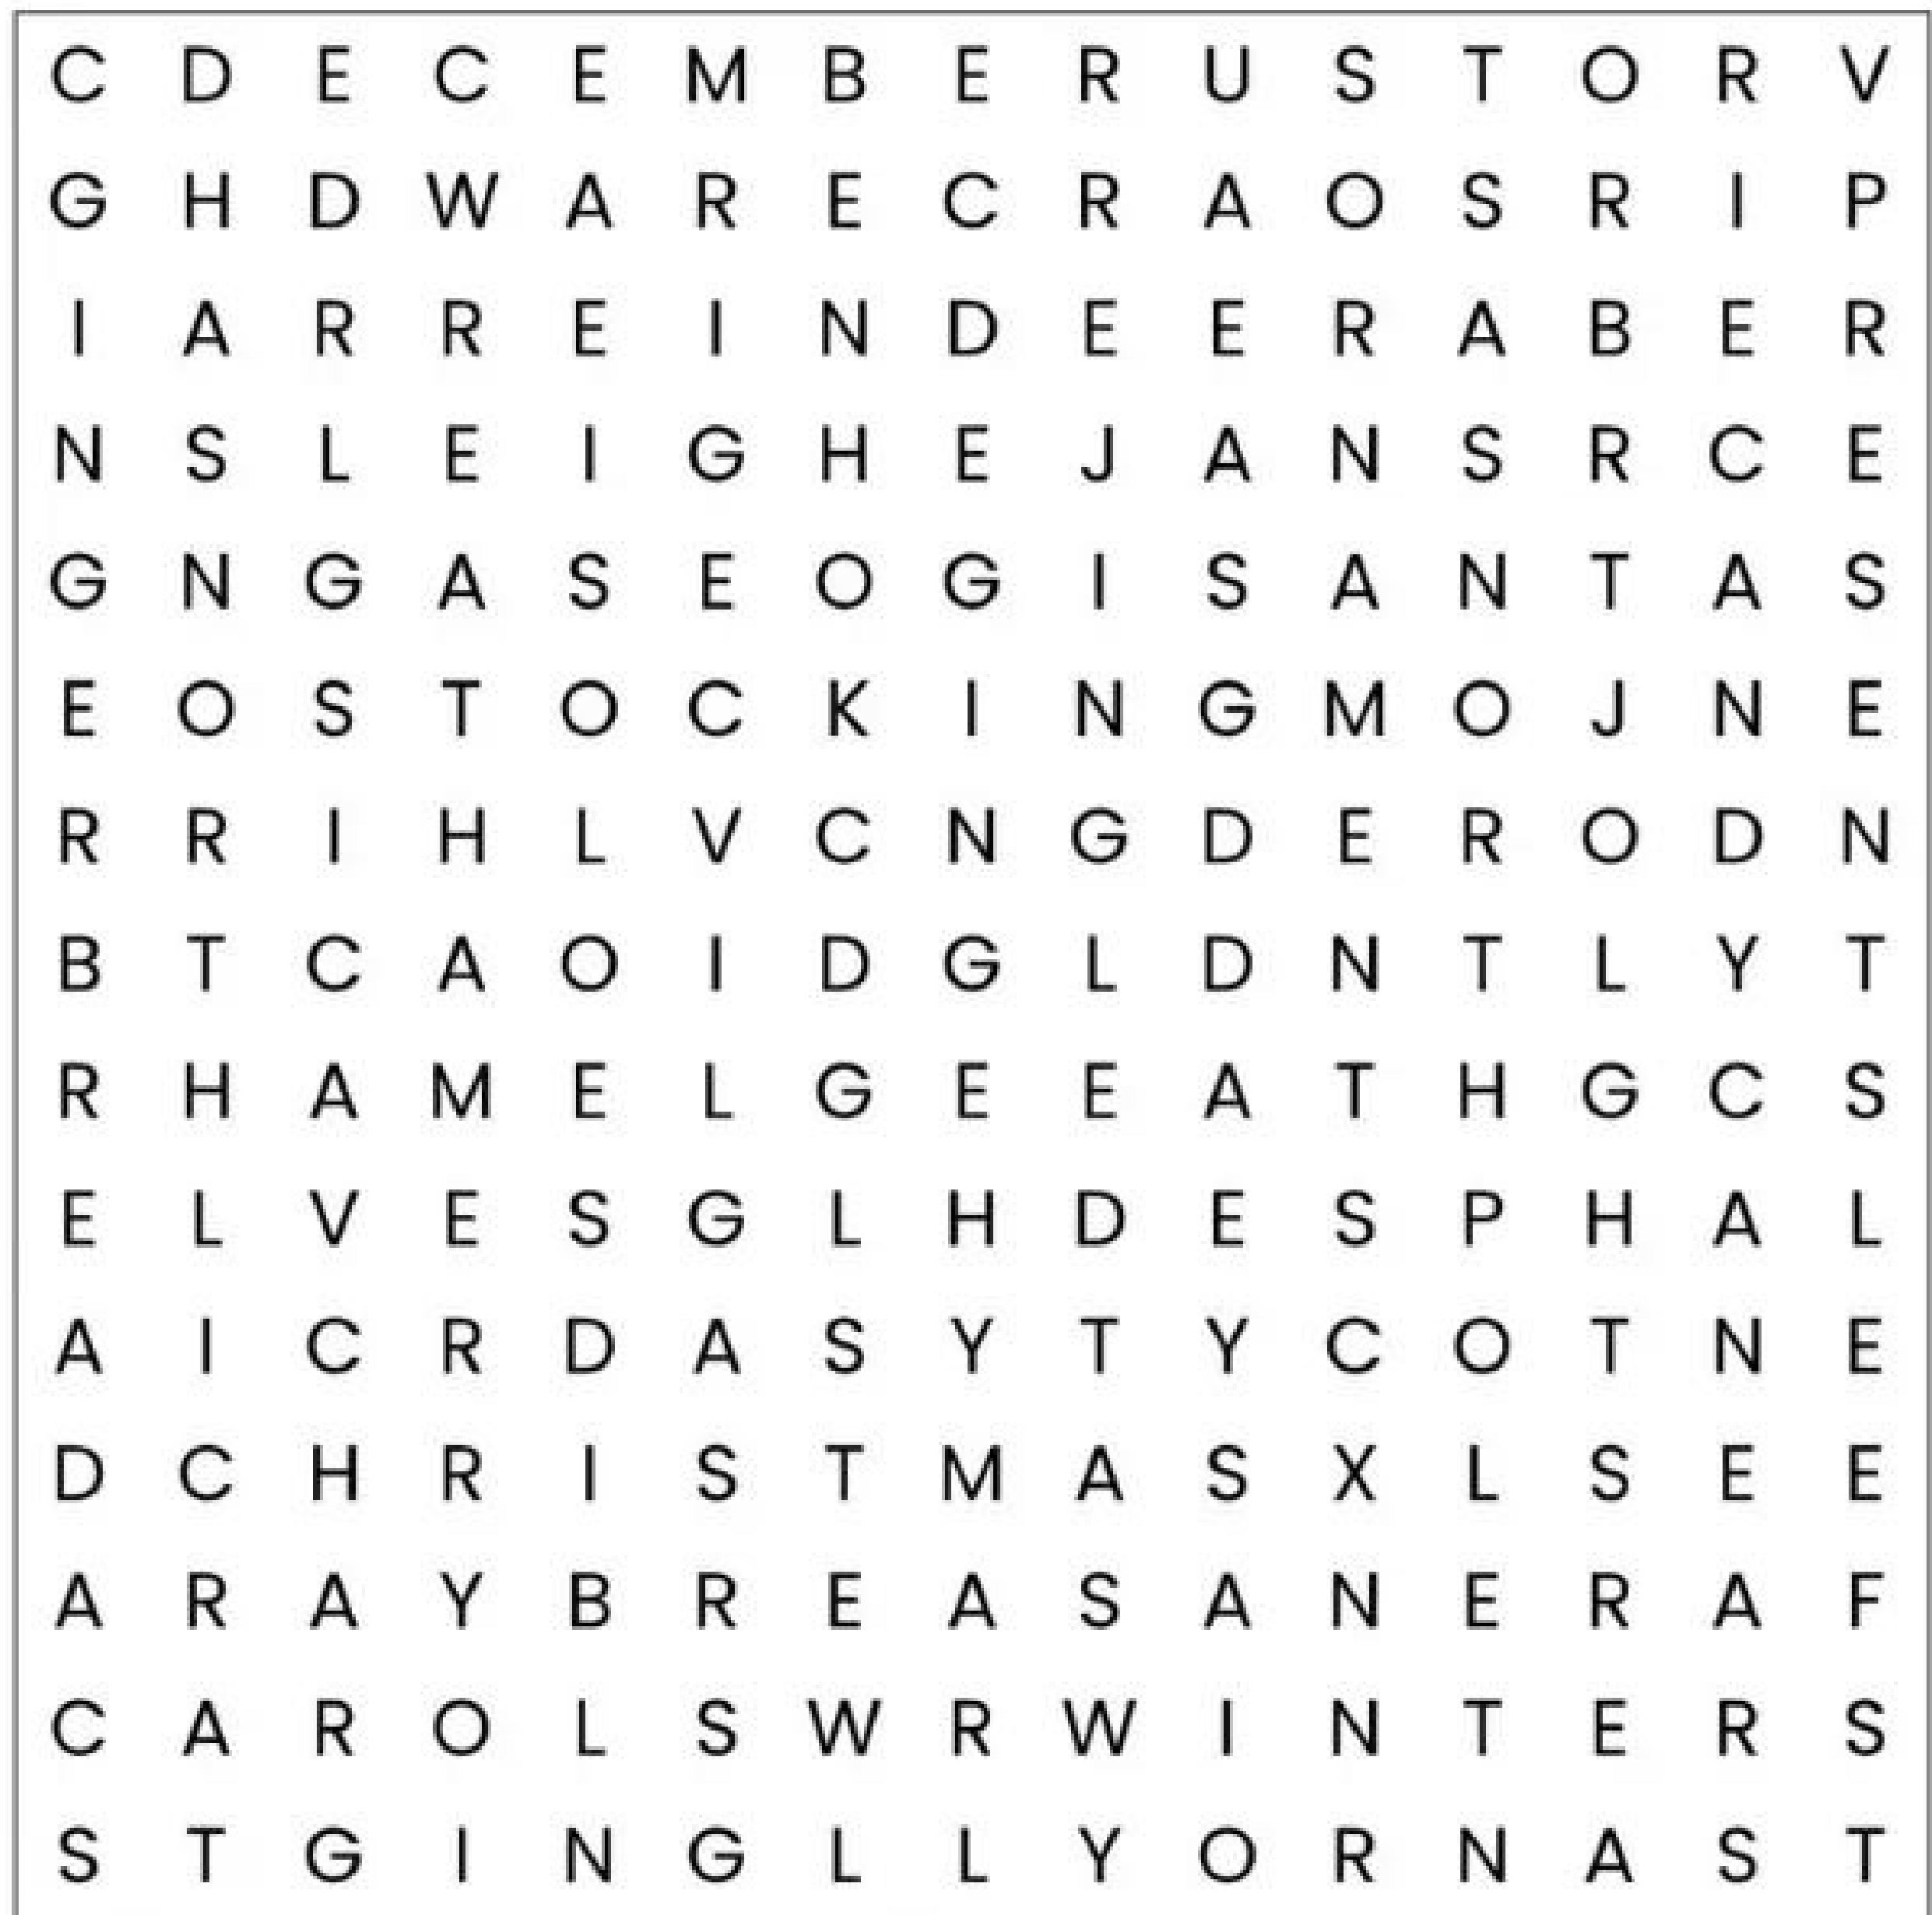 C D E C E M B E R U S T O R V
G H D W A R E C R A O S R I P
I A R R E I N D E E R A B E R
N S L E I G H E J A N S R C E
G N G A S E O G I S A N T A S
E O S T O C K I N G M O J N E
R R I H L V C N G D E R O D N
B T C A O I D G L D N T L Y T
R H A M E L G E E A T H G C S
E L V E S G L H D E S P H A L
A I C R D A S Y T Y C O T N E
D C H R I S T M A S X L S E E
A R A Y B R E A S A N E R A F
C A R O L S W R W I N T E R S
S T G I N G L L Y O R N A S T